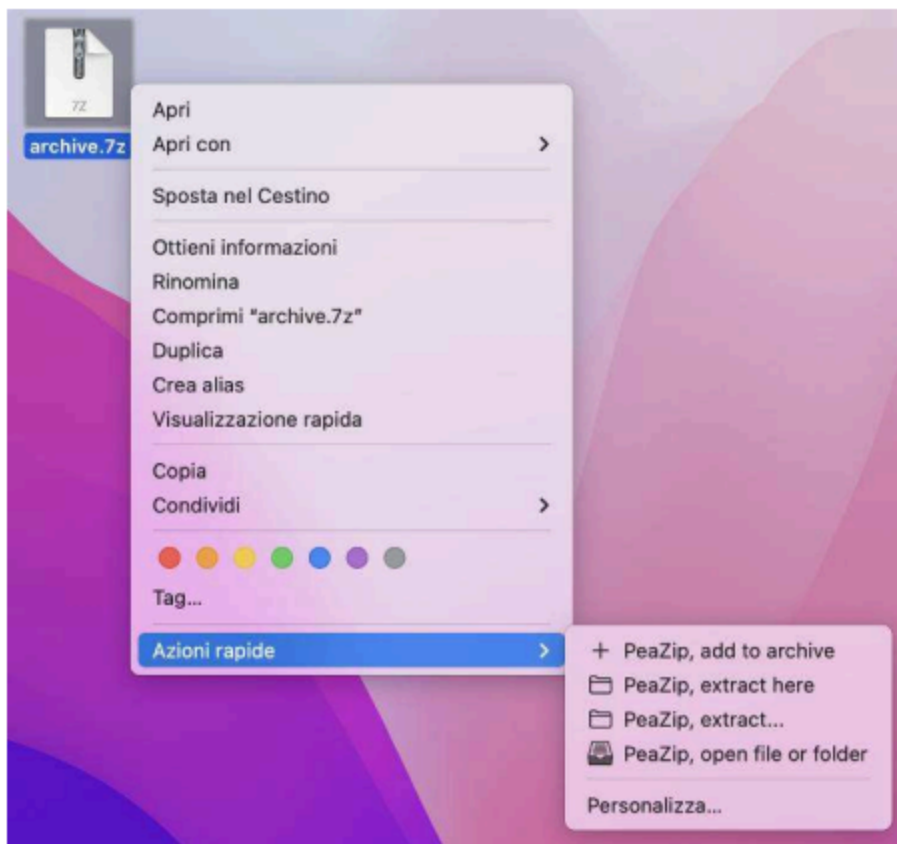 7Z
archive.7z
Apri
Apri con
Sposta nel Cestino
Ottieni informazioni
Rinomina
Comprimi "archive.7z"
Duplica
Crea alias
Visualizzazione rapida
Copia
Condividi
Tag...
Azioni rapide
PeaZip, add to archive
PeaZip, extract here
PeaZip, extract...
PeaZip, open file or folder
Personalizza...